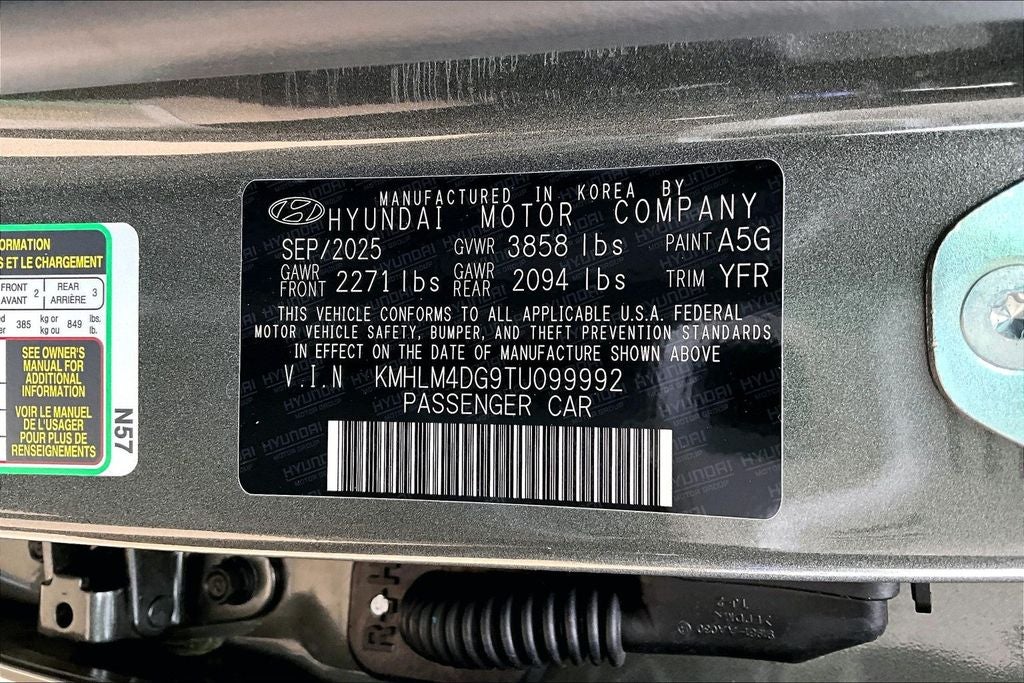 MANUFACTURED IN KOREA BY
HYUNDAI MOTOR COMPANY
SEP/2025 GVWR 3858 lbs PAINT A5G
GAWR FRONT 2271 lbs GAWR REAR 2094 lbs TRIM YFR
THIS VEHICLE CONFORMS TO ALL APPLICABLE U.S.A. FEDERAL
MOTOR VEHICLE SAFETY, BUMPER, AND THEFT PREVENTION STANDARDS
IN EFFECT ON THE DATE OF MANUFACTURE SHOWN ABOVE
V.I.N KMHLM4DG9TU099992
PASSENGER CAR
HYUNDAI
MOTOR GROUP
FRONT 2 REAR 3
AVANT ARRIÈRE
385 kg or 849 lbs.
kg ou lb.
ET LE CHARGEMENT
SEE OWNER'S
MANUAL FOR
ADDITIONAL
INFORMATION
VOIR LE MANUEL
DE L'USAGER
POUR PLUS DE
RENSEIGNEMENTS
N57